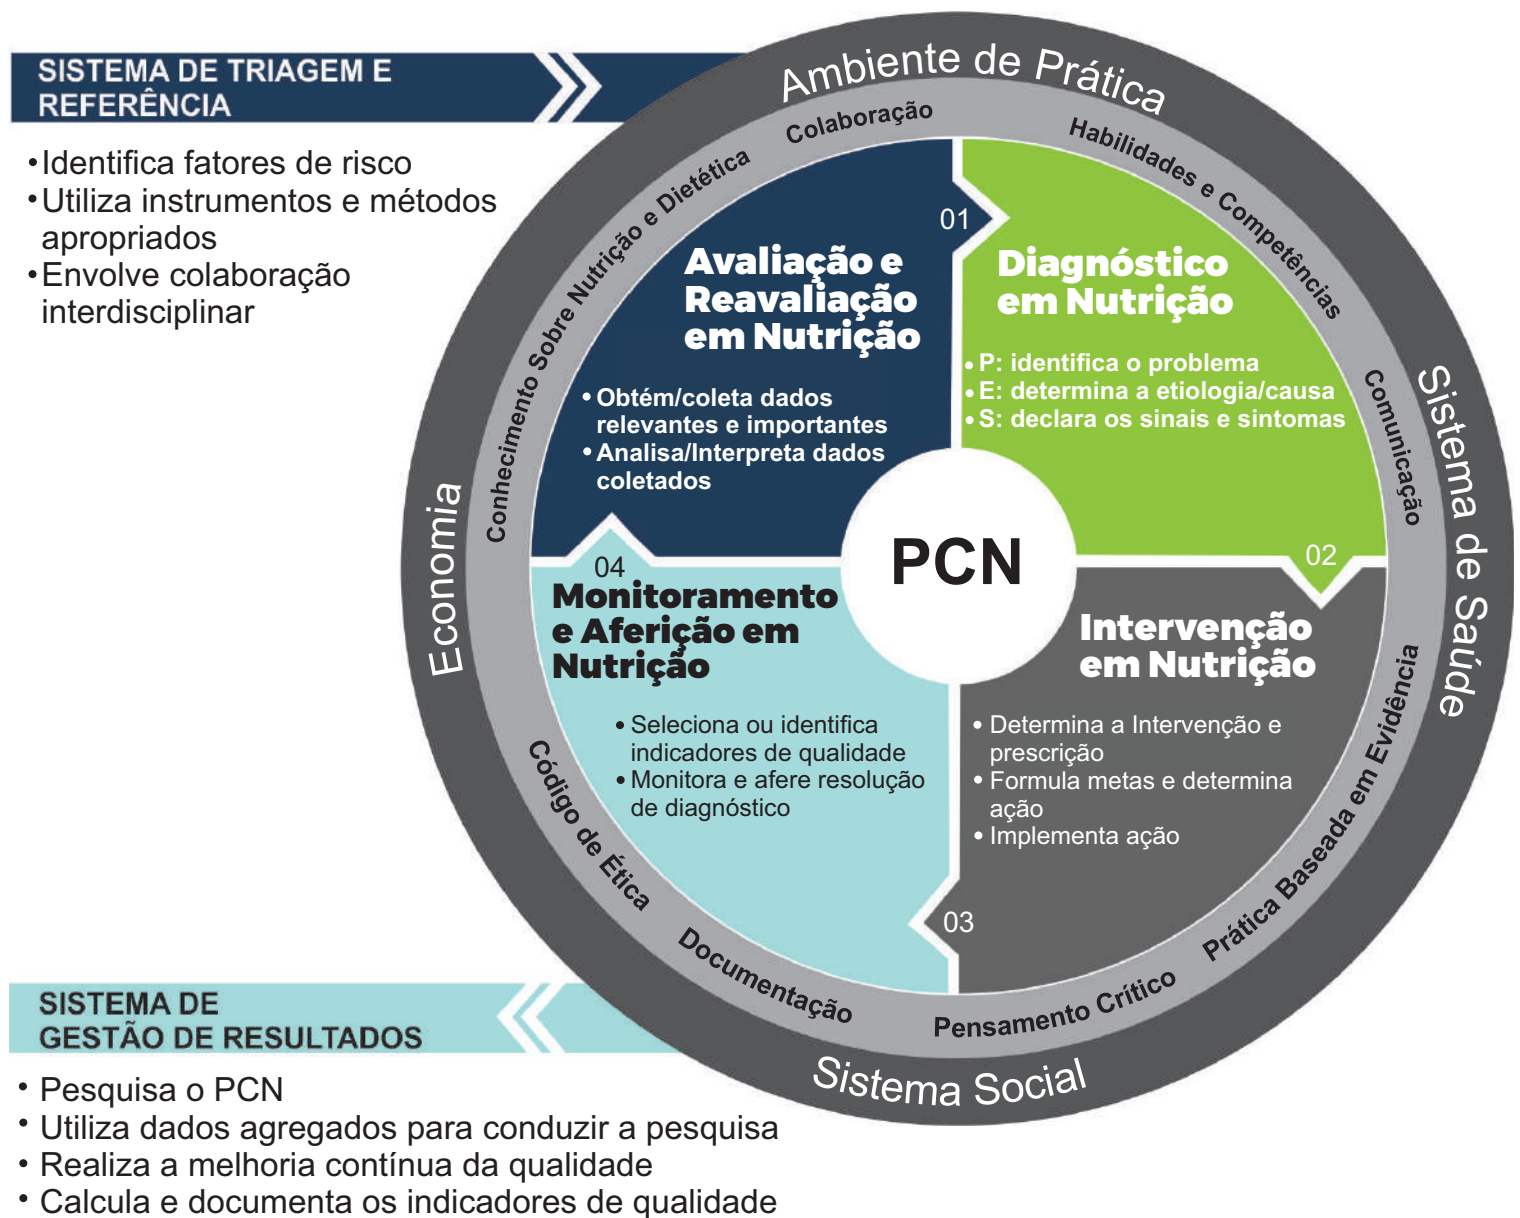 SISTEMA DE TRIAGEM E
REFERÊNCIA
•Identifica fatores de risco
•Utiliza instrumentos e métodos
apropriados
•Envolve colaboração
interdisciplinar
Ambiente de Prática
Sistema de Saúde
Sistema Social
Economia
Colaboração
Habilidades e Competências
Comunicação
Prática Baseada em Evidência
Pensamento Crítico
Documentação
Código de Ética
Conhecimento Sobre Nutrição e Dietética
01
Avaliação e
Reavaliação
em Nutrição
• Obtém/coleta dados
relevantes e importantes
• Analisa/Interpreta dados
coletados
Diagnóstico
em Nutrição
• P: identifica o problema
• E: determina a etiologia/causa
• S: declara os sinais e sintomas
02
PCN
Intervenção
em Nutrição
• Determina a Intervenção e
prescrição
• Formula metas e determina
ação
• Implementa ação
03
04
Monitoramento
e Aferição em
Nutrição
• Seleciona ou identifica
indicadores de qualidade
• Monitora e afere resolução
de diagnóstico
SISTEMA DE
GESTÃO DE RESULTADOS
• Pesquisa o PCN
• Utiliza dados agregados para conduzir a pesquisa
• Realiza a melhoria contínua da qualidade
• Calcula e documenta os indicadores de qualidade